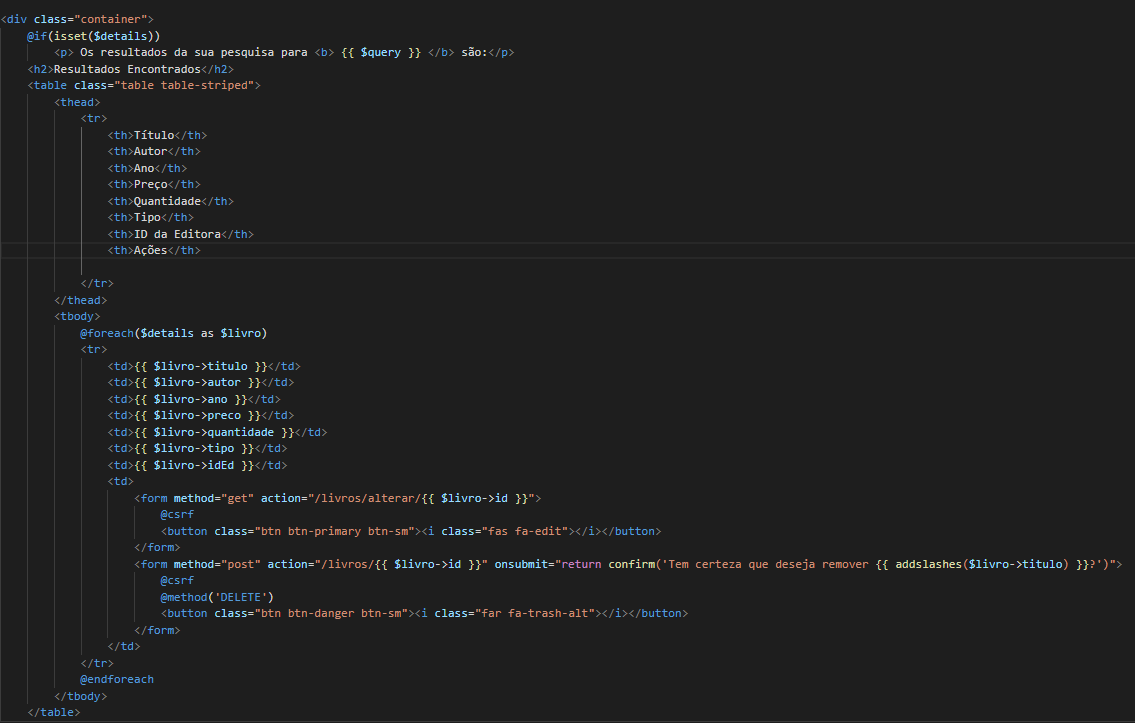 <div class="container">
@if(isset($details))
<p> Os resultados da sua pesquisa para <b> {{ $query }} </b> são:</p>
<h2>Resultados Encontrados</h2>
<table class="table table-striped">
<thead>
<tr>
<th>Título</th>
<th>Autor</th>
<th>Ano</th>
<th>Preço</th>
<th>Quantidade</th>
<th>Tipo</th>
<th>ID da Editora</th>
<th>Ações</th>
</tr>
</thead>
<tbody>
@foreach($details as $livro)
<tr>
<td>{{ $livro->titulo }}</td>
<td>{{ $livro->autor }}</td>
<td>{{ $livro->ano }}</td>
<td>{{ $livro->preco }}</td>
<td>{{ $livro->quantidade }}</td>
<td>{{ $livro->tipo }}</td>
<td>{{ $livro->idEd }}</td>
<td>
<form method="get" action="/livros/alterar/{{ $livro->id }}">
@csrf
<button class="btn btn-primary btn-sm"><i class="fas fa-edit"></i></button>
</form>
<form method="post" action="/livros/{{ $livro->id }}" onsubmit="return confirm('Tem certeza que deseja remover {{ addslashes($livro->titulo) }}?')">
@csrf
@method('DELETE')
<button class="btn btn-danger btn-sm"><i class="far fa-trash-alt"></i></button>
</form>
</td>
</tr>
@endforeach
</tbody>
</table>